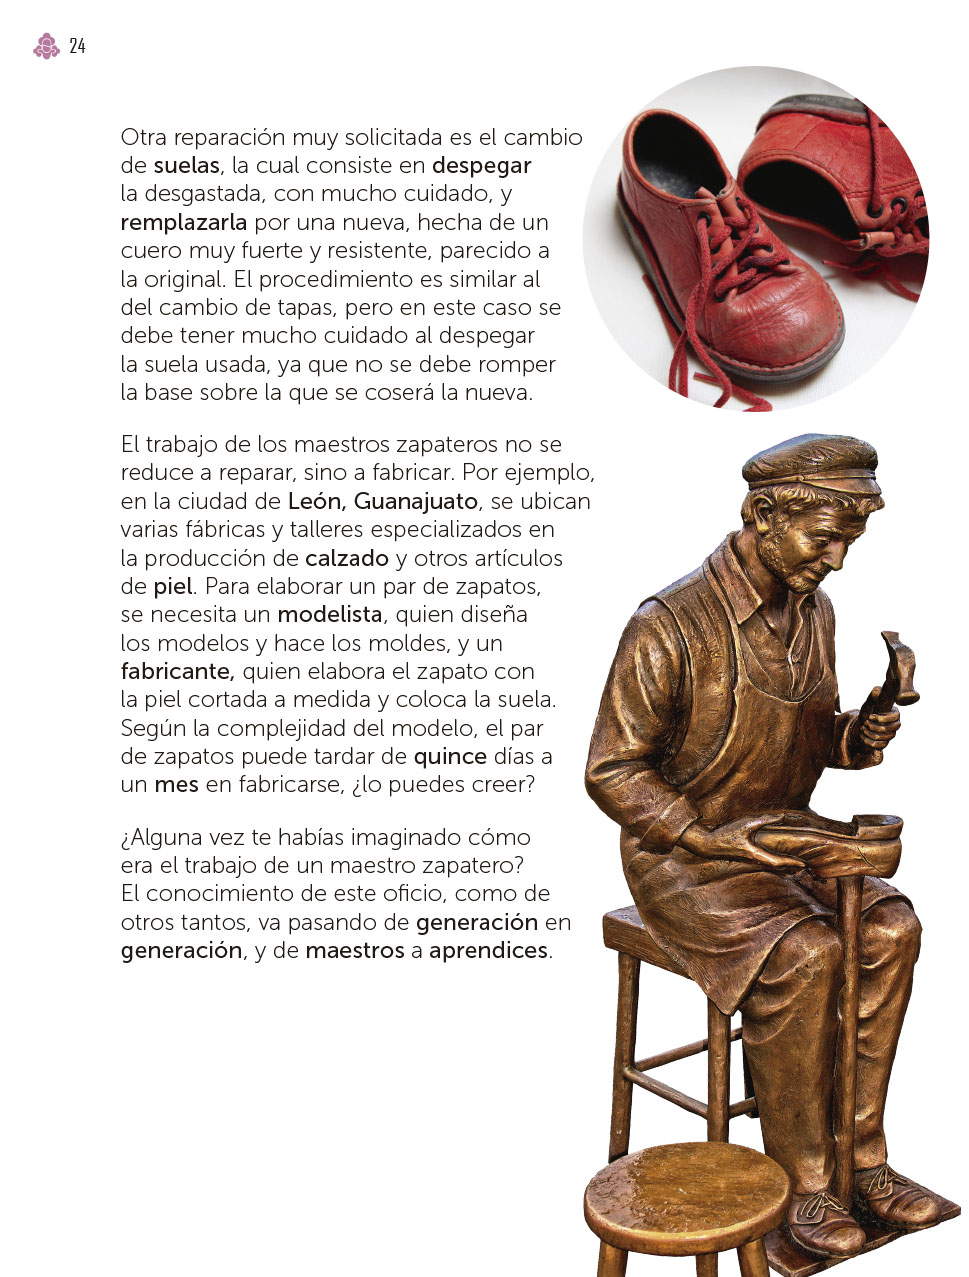 24
Otra reparación muy solicitada es el cambio
de suelas, la cual consiste en despegar
la desgastada, con mucho cuidado, y
remplazarla por una nueva, hecha de un
cuero muy fuerte y resistente, parecido a
la original. El procedimiento es similar al
del cambio de tapas, pero en este caso se
debe tener mucho cuidado al despegar
la suela usada, ya que no se debe romper
la base sobre la que se coserá la nueva.
El trabajo de los maestros zapateros no se
reduce a reparar, sino a fabricar. Por ejemplo,
en la ciudad de León, Guanajuato, se ubican
varias fábricas y talleres especializados en
la producción de calzado y otros artículos
de piel. Para elaborar un par de zapatos,
se necesita un modelista, quien diseña
los modelos y hace los moldes, y un
fabricante, quien elabora el zapato con
la piel cortada a medida y coloca la suela.
Según la complejidad del modelo, el par
de zapatos puede tardar de quince días a
un mes en fabricarse, ¿lo puedes creer?
¿Alguna vez te habías imaginado cómo
era el trabajo de un maestro zapatero?
El conocimiento de este oficio, como de
otros tantos, va pasando de generación en
generación, y de maestros a aprendices.